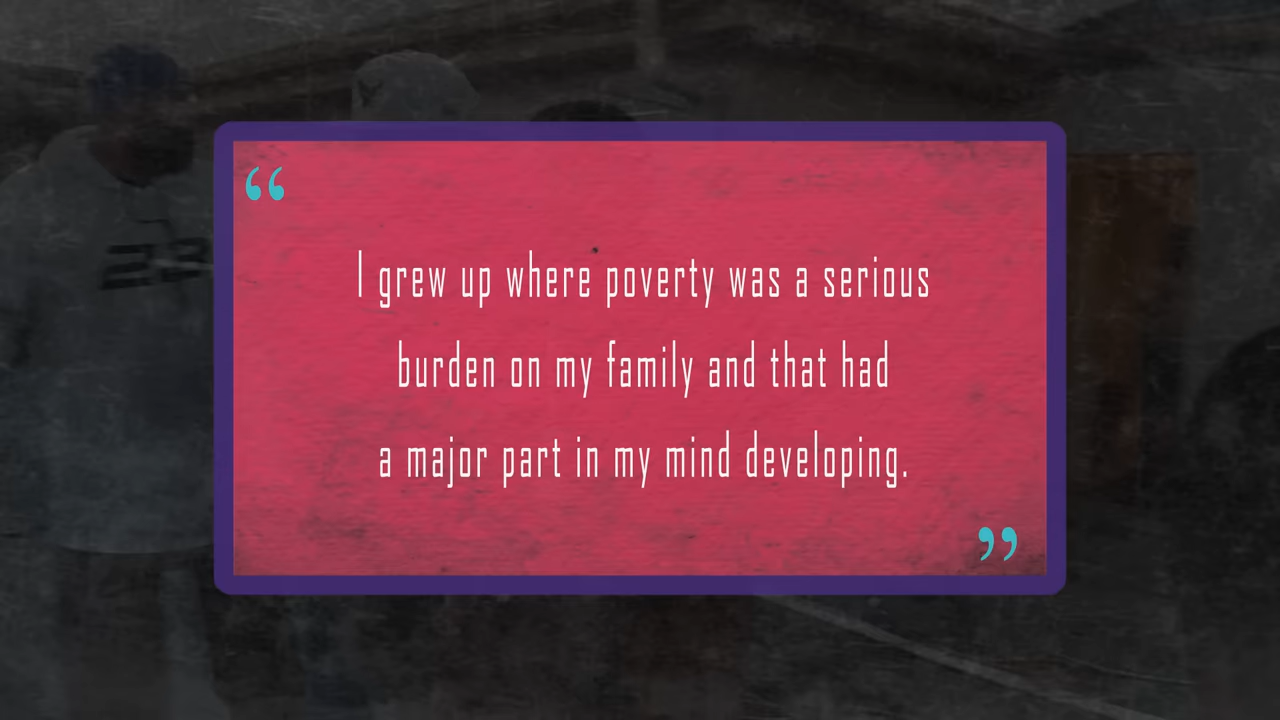 23
“
I grew up where poverty was a serious
burden on my family and that had
a major part in my mind developing.
”